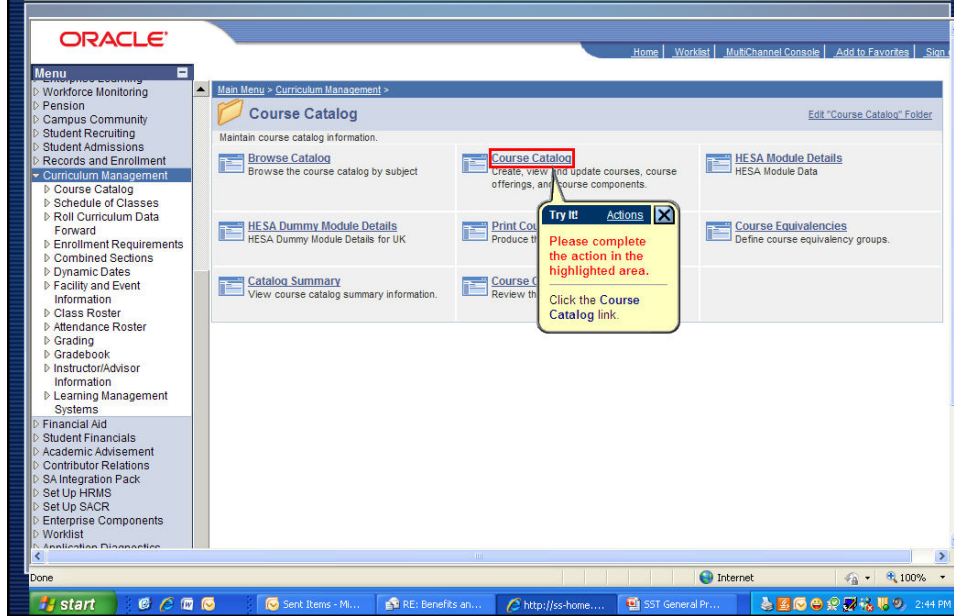 ORACLE
Home | Worklist | MultiChannel Console | Add to Favorites | Sign
Menu
Enterprise Learning
Workforce Monitoring
Pension
Campus Community
Student Recruiting
Student Admissions
Records and Enrollment
Curriculum Management
Course Catalog
Schedule of Classes
Roll Curriculum Data
Forward
Enrollment Requirements
Combined Sections
Dynamic Dates
Facility and Event
Information
Class Roster
Attendance Roster
Grading
Gradebook
Instructor/Advisor
Information
Learning Management
Systems
Financial Aid
Student Financials
Academic Advisement
Contributor Relations
SA Integration Pack
Set Up HRMS
Set Up SACR
Enterprise Components
Worklist
Application Diagnostics
Main Menu > Curriculum Management >
Course Catalog
Edit "Course Catalog" Folder
Maintain course catalog information.
Browse Catalog
Browse the course catalog by subject
Course Catalog
Create, view and update courses, course
offerings, and course components.
HESA Module Details
HESA Module Data
HESA Dummy Module Details
HESA Dummy Module Details for UK
Print Cou
Produce th
Course Equivalencies
Define course equivalency groups.
Catalog Summary
View course catalog summary information.
Course C
Review th
Try It! Actions X
Please complete
the action in the
highlighted area.
Click the Course
Catalog link.
Done
Internet
100%
start
Sent Items - Mi...
RE: Benefits an...
http://ss-home....
SST General Pr...
2:44 PM